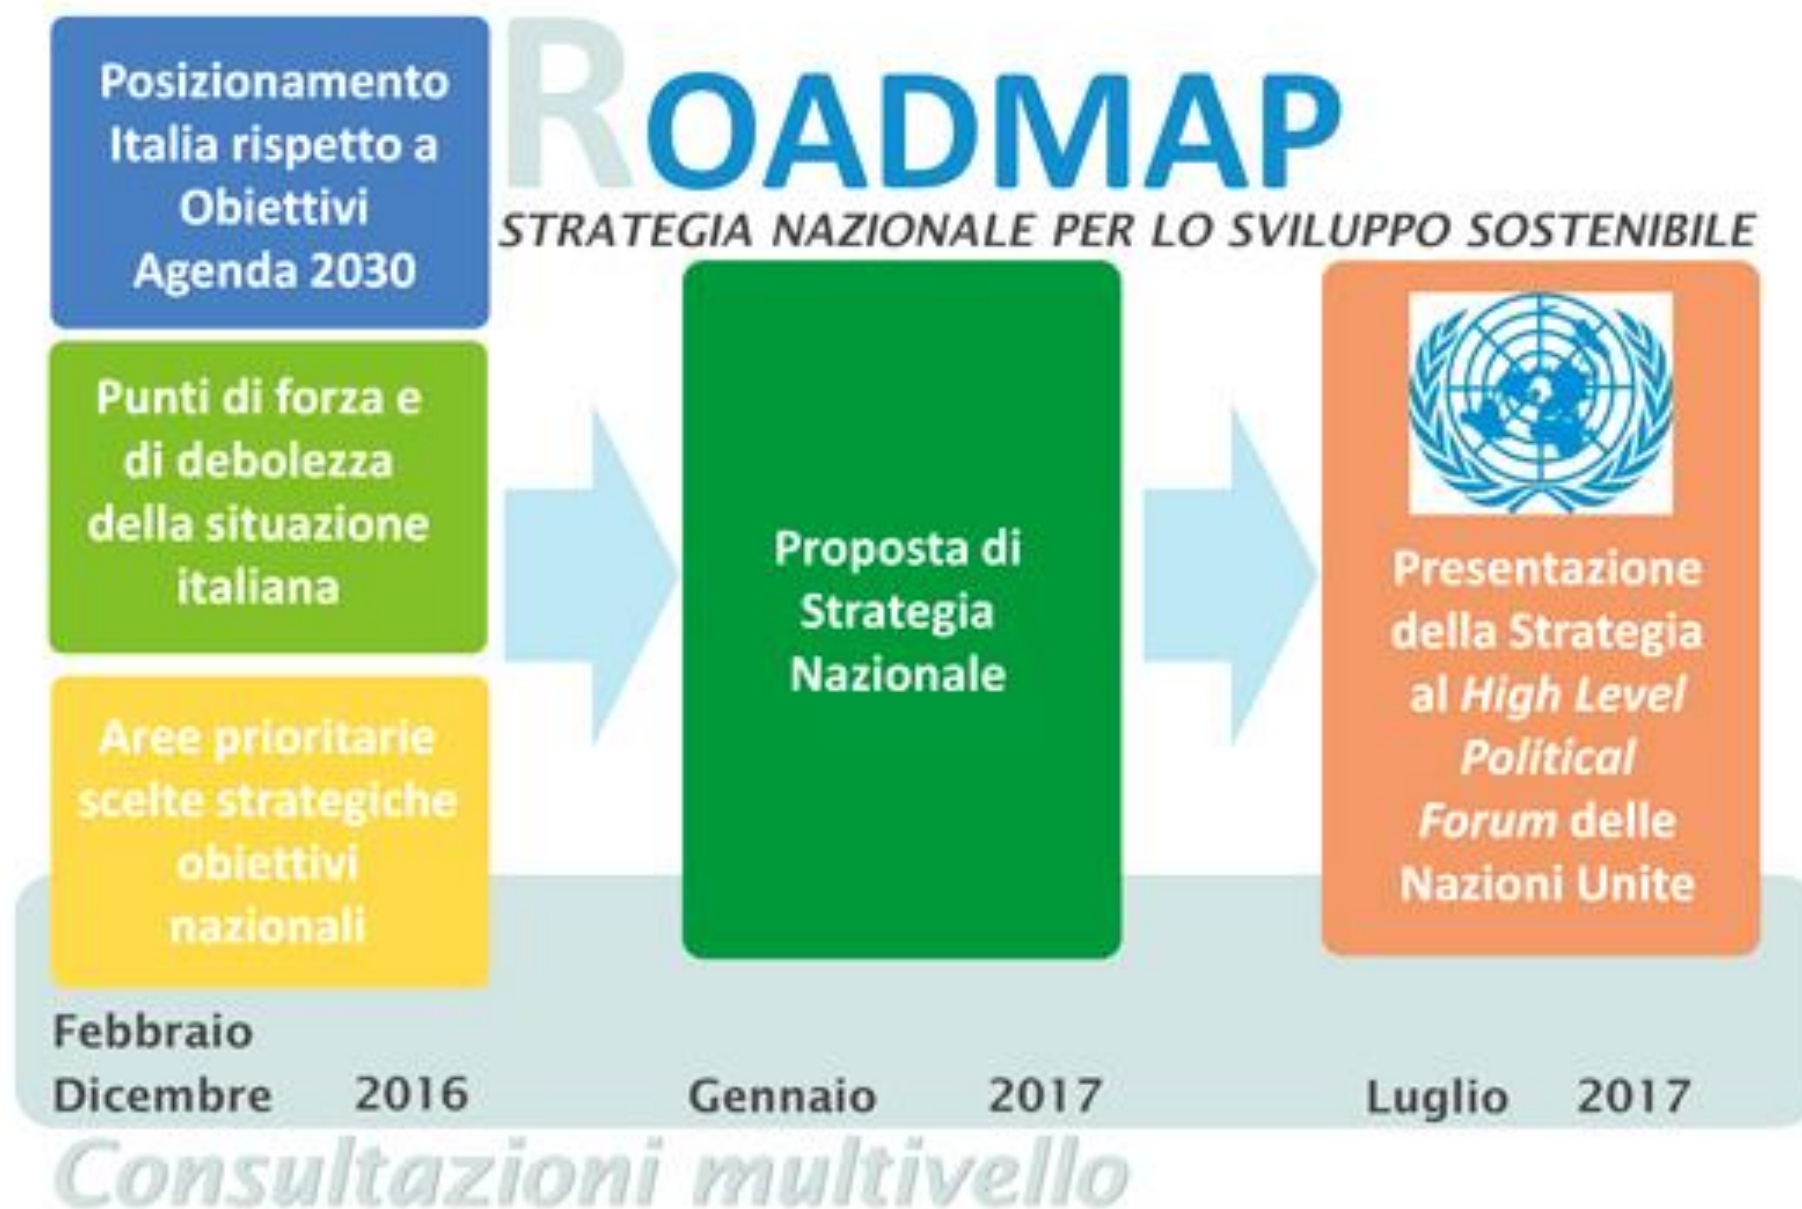 ROADMAP
STRATEGIA NAZIONALE PER LO SVILUPPO SOSTENIBILE
Posizionamento
Italia rispetto a
Obiettivi
Agenda 2030
Punti di forza e
di debolezza
della situazione
italiana
Aree prioritarie
scelte strategiche
obiettivi
nazionali
Proposta di
Strategia
Nazionale
Presentazione
della Strategia
al High Level
Political
Forum delle
Nazioni Unite
Febbraio
Dicembre 2016
Gennaio 2017
Luglio 2017
Consultazioni multivello